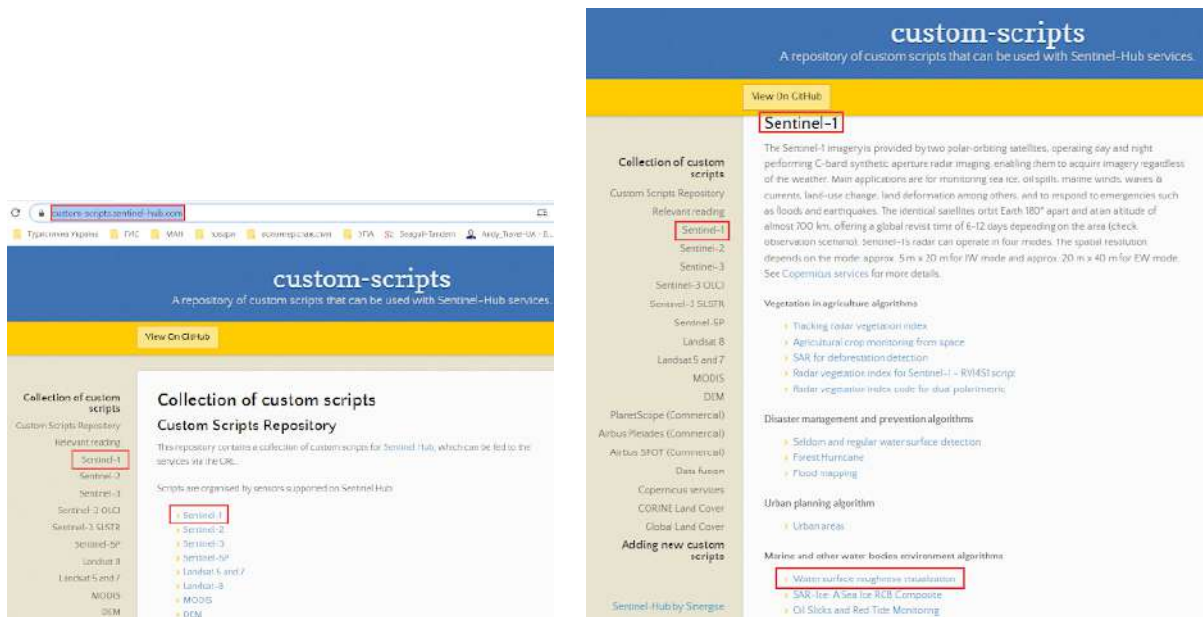 custom-scripts.sentinel-hub.com
custom-scripts
A repository of custom scripts that can be used with Sentinel-Hub services.
View On GitHub
Collection of custom
scripts
Custom Scripts Repository
Relevant reading
Sentinel-1
Sentinel-2
Sentinel-3
Sentinel-3 OLCI
Sentinel-3 SLSTR
Sentinel-5P
Landsat 8
Landsat 5 and 7
MODIS
DEM
Collection of custom scripts
Custom Scripts Repository
This repository contains a collection of custom scripts for Sentinel Hub, which can be fed to the
services via the URL.
Scripts are organised by sensors supported on Sentinel Hub
Sentinel-1
Sentinel-2
Sentinel-3
Sentinel-5P
Landsat 5 and 7
Landsat-8
MODIS
DEM
custom-scripts
A repository of custom scripts that can be used with Sentinel-Hub services.
View On GitHub
Collection of custom
scripts
Custom Scripts Repository
Relevant reading
Sentinel-1
Sentinel-2
Sentinel-3
Sentinel-3 OLCI
Sentinel-3 SLSTR
Sentinel-5P
Landsat 8
Landsat 5 and 7
MODIS
DEM
PlanetScope (Commercial)
Airbus Pleiades (Commercial)
Airbus SPOT (Commercial)
Data fusion
Copernicus services
CORINE Land Cover
Global Land Cover
Adding new custom
scripts
Sentinel-Hub by Sinergise
Sentinel-1
The Sentinel-1 imagery is provided by two polar-orbiting satellites, operating day and night
performing C-band synthetic aperture radar imaging, enabling them to acquire imagery regardless
of the weather. Main applications are for monitoring sea ice, oil spills, marine winds, waves &
currents, land-use change, land deformation among others, and to respond to emergencies such
as floods and earthquakes. The identical satellites orbit Earth 180° apart and at an altitude of
almost 700 km, offering a global revisit time of 6-12 days depending on the area (check
observation scenario). Sentinel-1's radar can operate in four modes. The spatial resolution
depends on the mode: approx. 5 m x 20 m for IW mode and approx. 20 m x 40 m for EW mode.
See Copernicus services for more details.
Vegetation in agriculture algorithms
Tracking radar vegetation index
Agricultural crop monitoring from space
SAR for deforestation detection
Radar vegetation index for Sentinel-1 - RVI4S1 script
Radar vegetation index code for dual polarimetric
Disaster management and prevention algorithms
Seldom and regular water surface detection
Forest Hurricane
Flood mapping
Urban planning algorithm
Urban areas
Marine and other water bodies environment algorithms
Water surface roughness visualization
SAR-Ice: A Sea Ice RGB Composite
Oil Slicks and Red Tide Monitoring